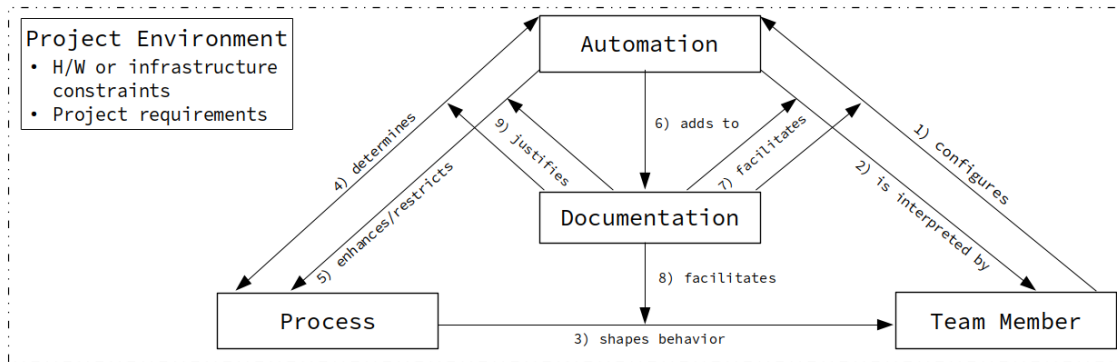 Project Environment
• H/W or infrastructure
constraints
• Project requirements
Automation
4) determines
5) enhances/restricts
9) justifies
6) adds to
7) facilitates
2) is interpreted by
1) configures
Documentation
8) facilitates
Process
3) shapes behavior
Team Member